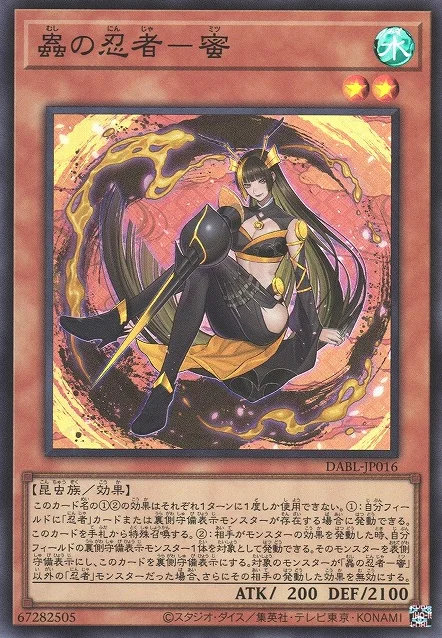 蟲の忍者－蜜
水
DABL-JP016
【昆虫族／効果】
このカード名の①②の効果はそれぞれ1ターンに1度しか使用できない。①：自分フィ
ールドに「忍者」カードまたは裏側守備表示モンスターが存在する場合に発動できる。
このカードを手札から特殊召喚する。②：相手がモンスターの効果を発動した時、自分
フィールドの裏側守備表示モンスター1体を対象として発動できる。そのモンスターを表側
守備表示にし、このカードを裏側守備表示にする。対象のモンスターが「蟲の忍者－蜜」
以外の「忍者」モンスターだった場合、さらにその相手の発動した効果を無効にする。
ATK/ 200 DEF/2100
67282505
©スタジオ・ダイス／集英社・テレビ東京・KONAMI